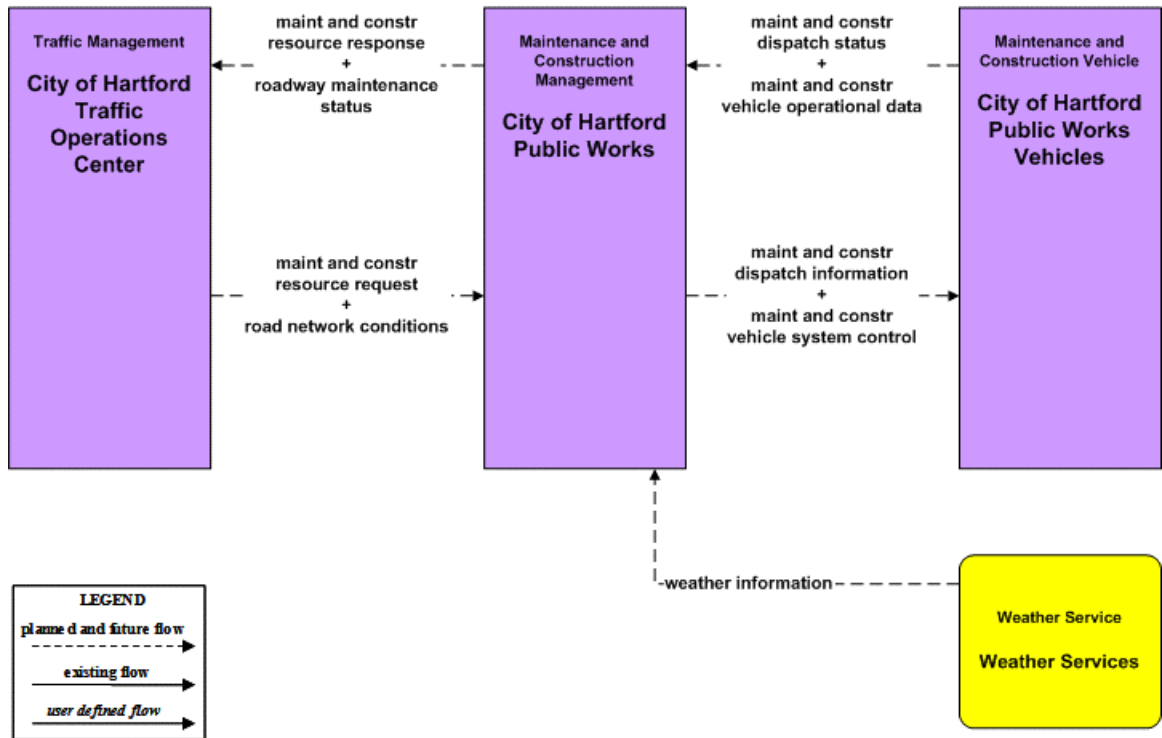 Traffic Management
City of Hartford
Traffic
Operations
Center
maint and constr
resource response
+
roadway maintenance
status
maint and constr
resource request
+
road network conditions
Maintenance and
Construction
Management
City of Hartford
Public Works
maint and constr
dispatch status
+
maint and constr
vehicle operational data
maint and constr
dispatch information
+
maint and constr
vehicle system control
Maintenance and
Construction Vehicle
City of Hartford
Public Works
Vehicles
weather information
Weather Service
Weather Services
LEGEND
planned and future flow
existing flow
user defined flow